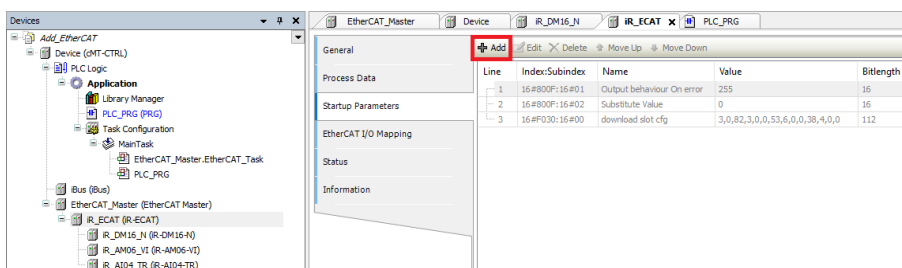 Devices
Add_EtherCAT
Device (cMT-CTRL)
PLC Logic
Application
Library Manager
PLC_PRG (PRG)
Task Configuration
MainTask
EtherCAT_Master.EtherCAT_Task
PLC_PRG
iBus (iBus)
EtherCAT_Master (EtherCAT Master)
iR_ECAT (iR-ECAT)
iR_DM16_N (iR-DM16-N)
iR_AM06_VI (iR-AM06-VI)
iR_AI04_TR (iR-AI04-TR)
EtherCAT_Master Device iR_DM16_N iR_ECAT PLC_PRG
General
Process Data
Startup Parameters
EtherCAT I/O Mapping
Status
Information
Add Edit Delete Move Up Move Down
Line Index:Subindex Name Value Bitlength
1 16#800F:16#01 Output behaviour On error 255 16
2 16#800F:16#02 Substitute Value 0 16
3 16#F030:16#00 download slot cfg 3,0,82,3,0,0,53,6,0,0,38,4,0,0 112